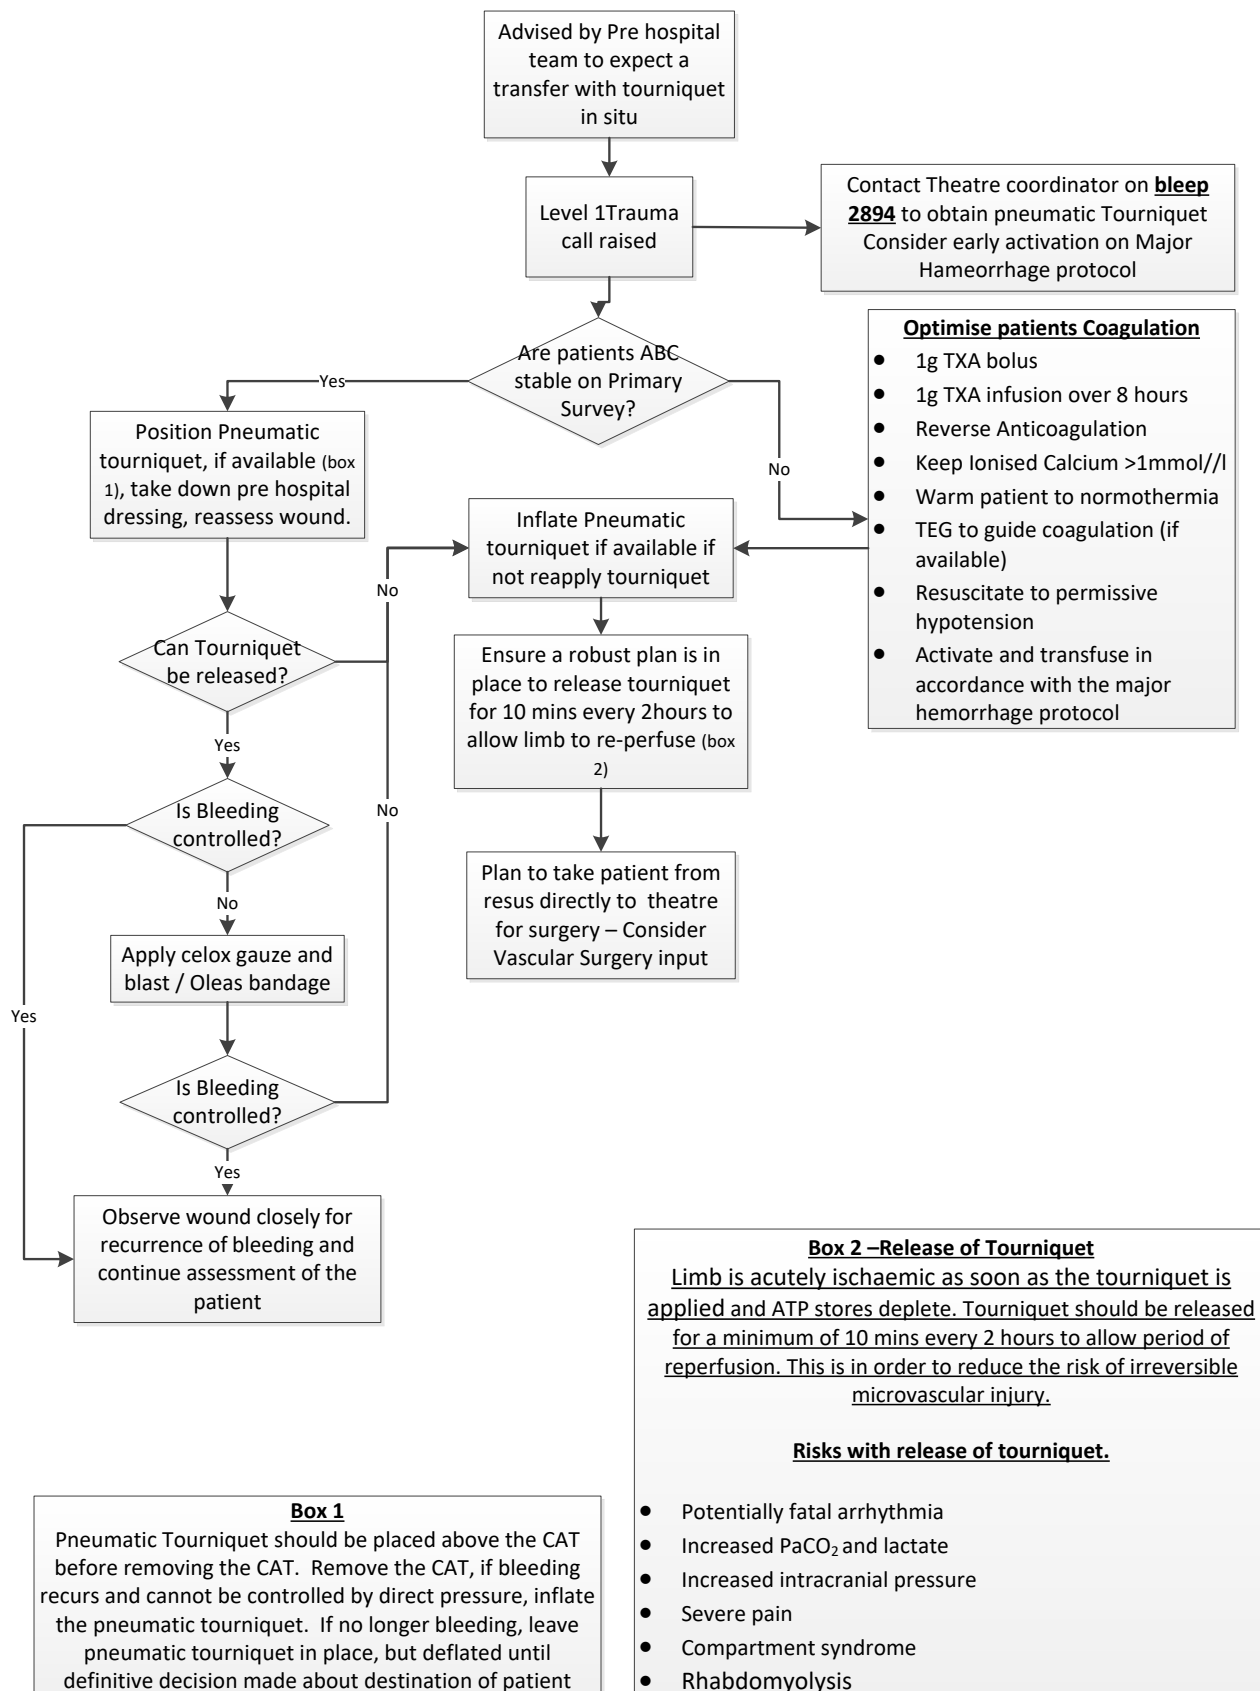 Advised by Pre hospital
team to expect a
transfer with tourniquet
in situ
Level 1Trauma
call raised
Contact Theatre coordinator on bleep
2894 to obtain pneumatic Tourniquet
Consider early activation on Major
Hameorrhage protocol
Are patients ABC
stable on Primary
Survey?
Yes
No
Optimise patients Coagulation
• 1g TXA bolus
• 1g TXA infusion over 8 hours
• Reverse Anticoagulation
• Keep Ionised Calcium >1mmol//l
• Warm patient to normothermia
• TEG to guide coagulation (if
available)
• Resuscitate to permissive
hypotension
• Activate and transfuse in
accordance with the major
hemorrhage protocol
Position Pneumatic
tourniquet, if available (box
1), take down pre hospital
dressing, reassess wound.
Inflate Pneumatic
tourniquet if available if
not reapply tourniquet
No
Can Tourniquet
be released?
Ensure a robust plan is in
place to release tourniquet
for 10 mins every 2hours to
allow limb to re-perfuse (box
2)
Yes
Is Bleeding
controlled?
No
No
Plan to take patient from
resus directly to  theatre
for surgery – Consider
Vascular Surgery input
Apply celox gauze and
blast / Oleas bandage
Yes
Is Bleeding
controlled?
Yes
Observe wound closely for
recurrence of bleeding and
continue assessment of the
patient
Box 2 –Release of Tourniquet
Limb is acutely ischaemic as soon as the tourniquet is
applied and ATP stores deplete. Tourniquet should be released
for a minimum of 10 mins every 2 hours to allow period of
reperfusion. This is in order to reduce the risk of irreversible
microvascular injury.
Risks with release of tourniquet.
• Potentially fatal arrhythmia
• Increased PaCO₂ and lactate
• Increased intracranial pressure
• Severe pain
• Compartment syndrome
• Rhabdomyolysis
Box 1
Pneumatic Tourniquet should be placed above the CAT
before removing the CAT.  Remove the CAT, if bleeding
recurs and cannot be controlled by direct pressure, inflate
the pneumatic tourniquet.  If no longer bleeding, leave
pneumatic tourniquet in place, but deflated until
definitive decision made about destination of patient